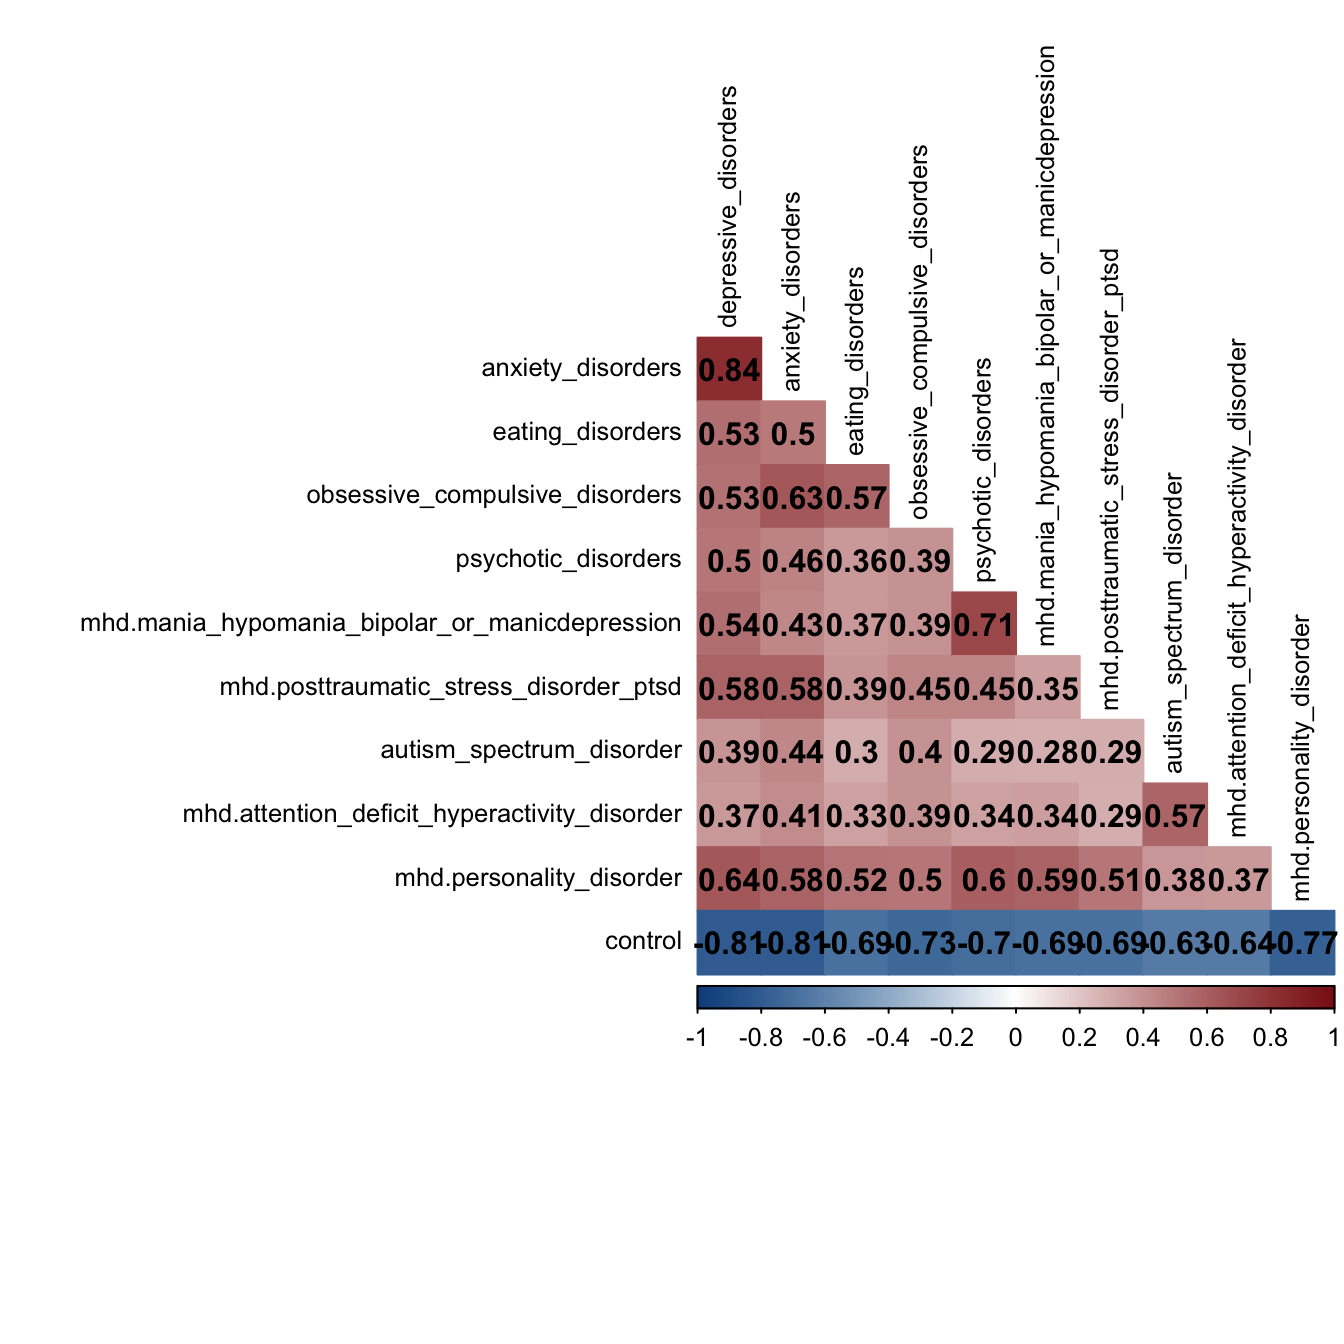 depressive_disorders
anxiety_disorders
eating_disorders
obsessive_compulsive_disorders
psychotic_disorders
mhd.mania_hypomania_bipolar_or_manicdepression
mhd.posttraumatic_stress_disorder_ptsd
autism_spectrum_disorder
mhd.attention_deficit_hyperactivity_disorder
mhd.personality_disorder
anxiety_disorders 0.84
eating_disorders 0.53 0.5
obsessive_compulsive_disorders 0.53 0.63 0.57
psychotic_disorders 0.5 0.46 0.36 0.39
mhd.mania_hypomania_bipolar_or_manicdepression 0.54 0.43 0.37 0.39 0.71
mhd.posttraumatic_stress_disorder_ptsd 0.58 0.58 0.39 0.45 0.45 0.35
autism_spectrum_disorder 0.39 0.44 0.3 0.4 0.29 0.28 0.29
mhd.attention_deficit_hyperactivity_disorder 0.37 0.41 0.33 0.39 0.34 0.34 0.29 0.57
mhd.personality_disorder 0.64 0.58 0.52 0.5 0.6 0.59 0.51 0.38 0.37
control -0.81 -0.81 -0.69 -0.73 -0.7 -0.69 -0.69 -0.63 -0.64 -0.77
-1 -0.8 -0.6 -0.4 -0.2 0 0.2 0.4 0.6 0.8 1